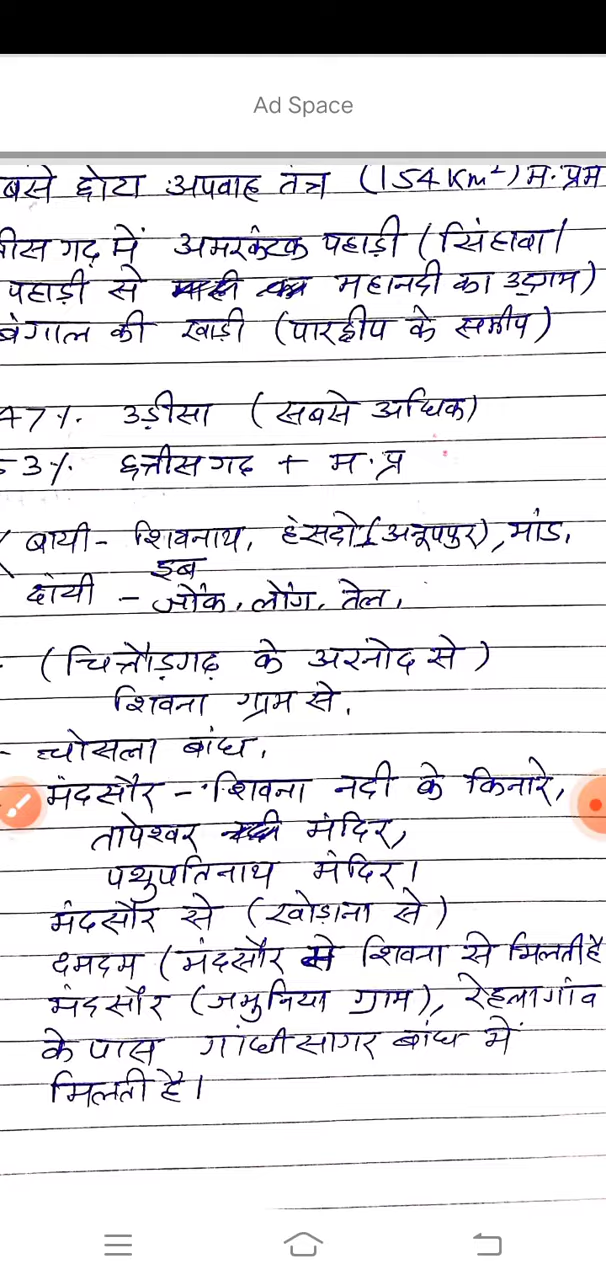 Ad Space
बसे छोटा अपवाह तंत्र (154 Km²) म.प्रम
ीसगढ़ में अमरकंटक पहाड़ी (सिंहावा/
पहाड़ी से महानदी का उद्गम)
बंगाल की खाड़ी (पारद्वीप के समीप)
47%. उड़ीसा (सबसे अधिक)
53%. छत्तीसगढ़ + म.प्र
बायी - शिवनाथ, हसदो (अनूपपुर), मांड,
इब
दांयी - जोंक, लोंग, तेल,
- (चित्तौड़गढ़ के अरनोद से)
शिवना ग्राम से,
- चोसला बांध,
मंदसौर - शिवना नदी के किनारे,
तापेश्वर मंदिर,
पशुपतिनाथ मंदिर।
मंदसौर से (खोड़ाना से)
दमदम (मंदसौर में शिवना से मिलती है
मंदसौर (जमुनिया ग्राम), रेहलागांव
के पास गांधीसागर बांध में
मिलती है।